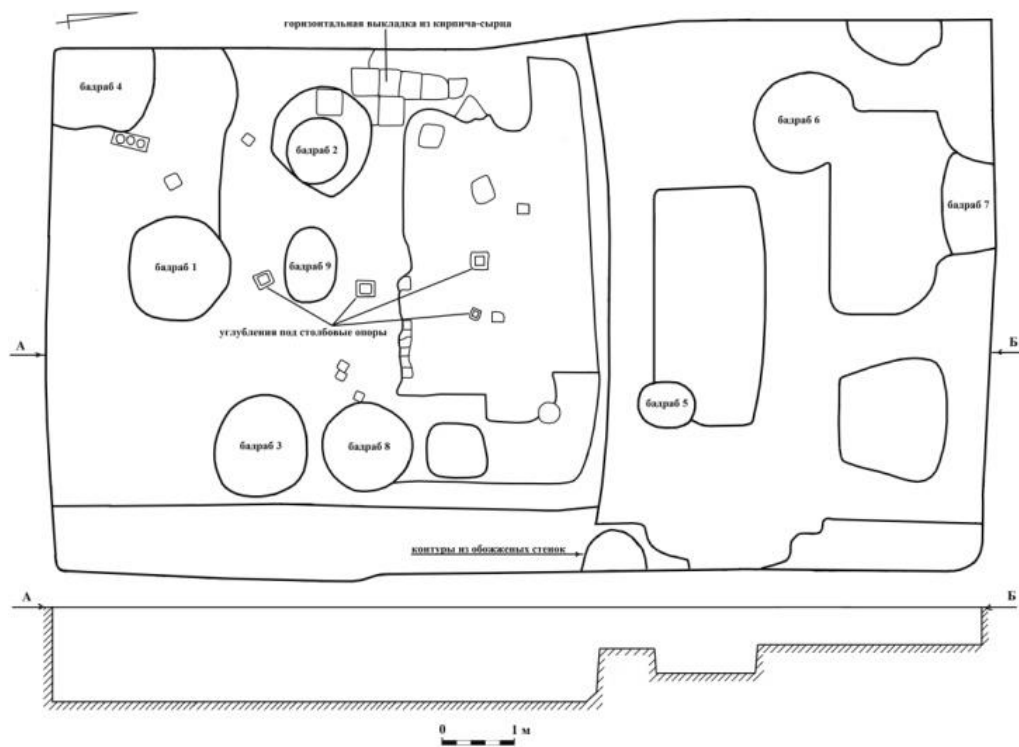 горизонтальная выкладка из кирпича-сырца
бадраб 4
бадраб 2
бадраб 6
бадраб 7
бадраб 1
бадраб 9
углубления под столбовые опоры
А
Б
бадраб 5
бадраб 3
бадраб 8
контуры из обожженых стенок
А
Б
0 1 м